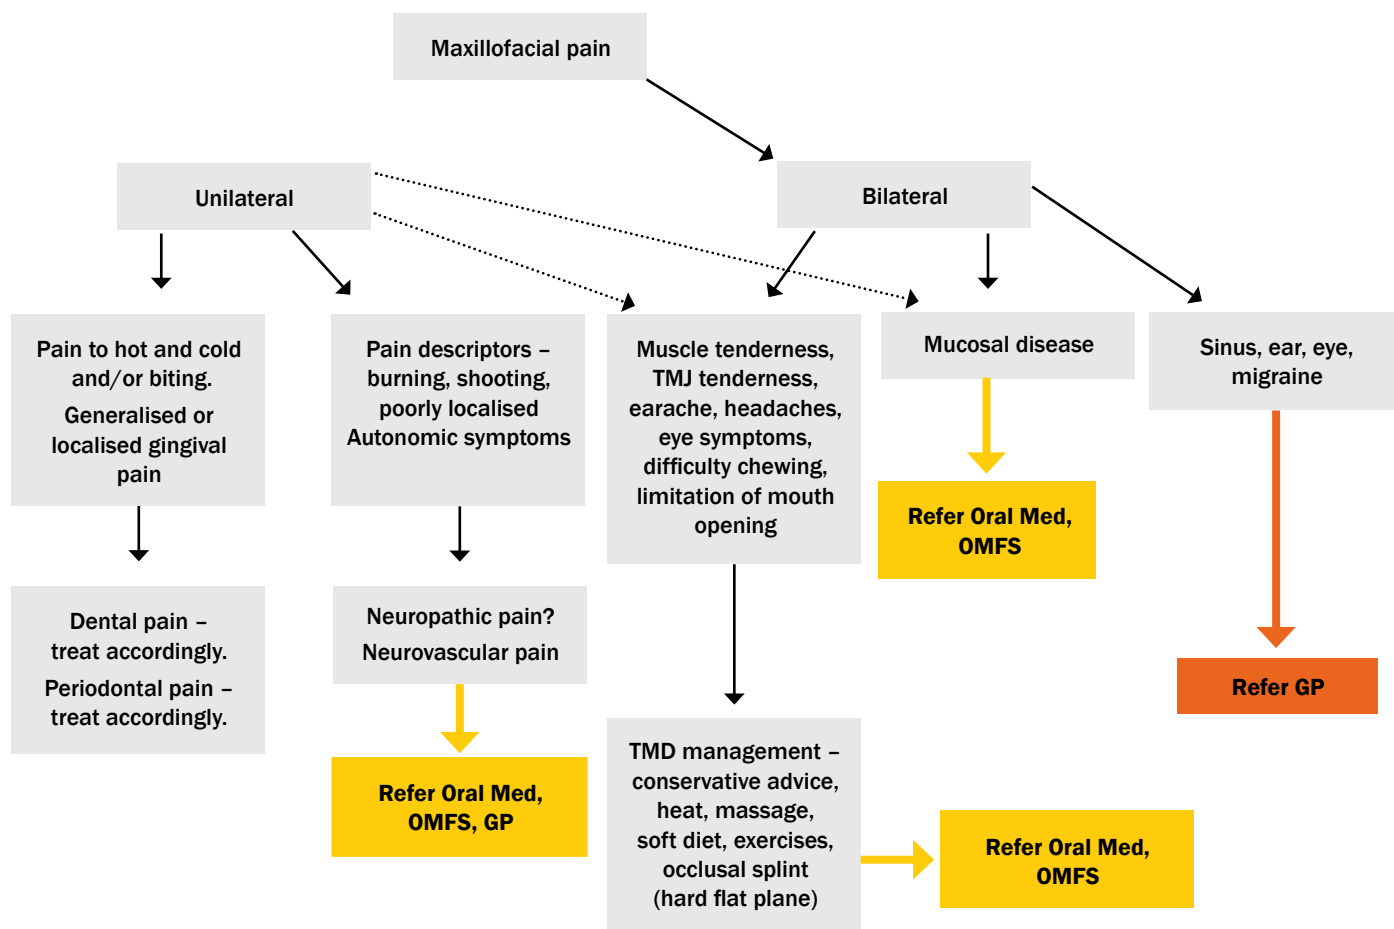 Maxillofacial pain
Unilateral
Bilateral
Pain to hot and cold
and/or biting.
Generalised or
localised gingival
pain
Pain descriptors –
burning, shooting,
poorly localised
Autonomic symptoms
Muscle tenderness,
TMJ tenderness,
earache, headaches,
eye symptoms,
difficulty chewing,
limitation of mouth
opening
Mucosal disease
Sinus, ear, eye,
migraine
Refer Oral Med,
OMFS
Dental pain –
treat accordingly.
Periodontal pain –
treat accordingly.
Neuropathic pain?
Neurovascular pain
Refer GP
TMD management –
conservative advice,
heat, massage,
soft diet, exercises,
occlusal splint
(hard flat plane)
Refer Oral Med,
OMFS, GP
Refer Oral Med,
OMFS